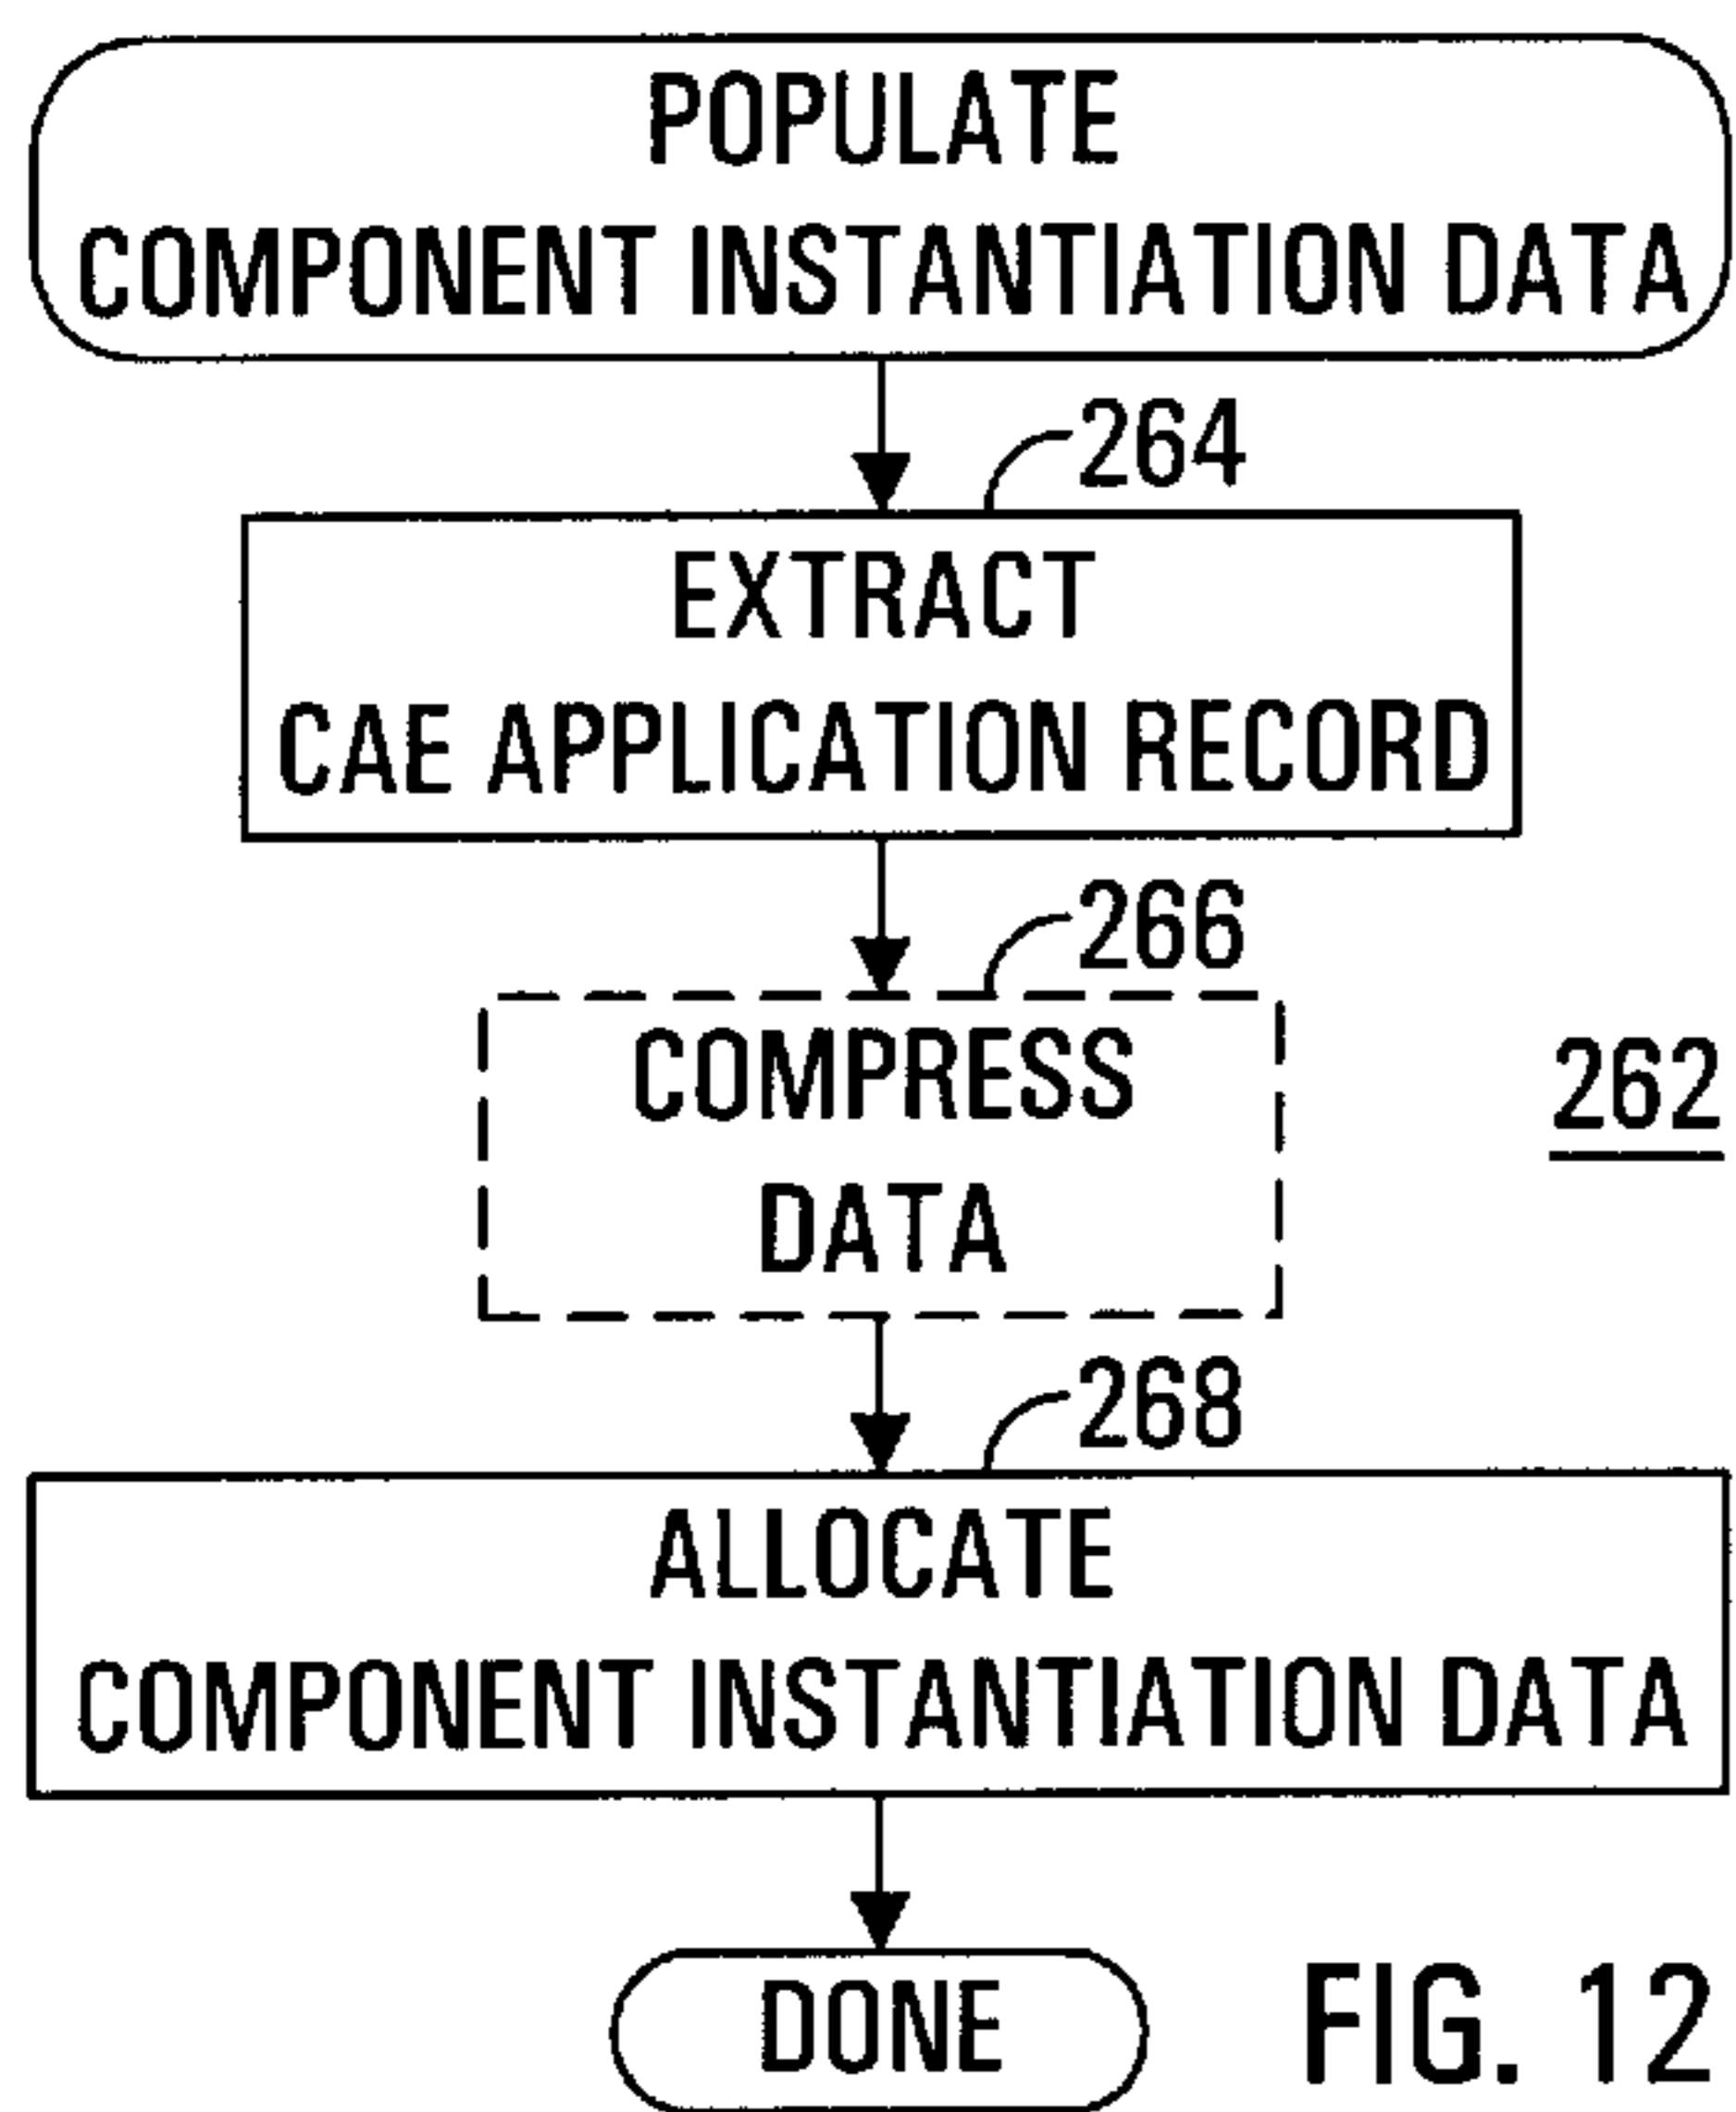 POPULATE
COMPONENT INSTANTIATION DATA
264
EXTRACT
CAE APPLICATION RECORD
266
COMPRESS
DATA
262
268
ALLOCATE
COMPONENT INSTANTIATION DATA
DONE
FIG. 12